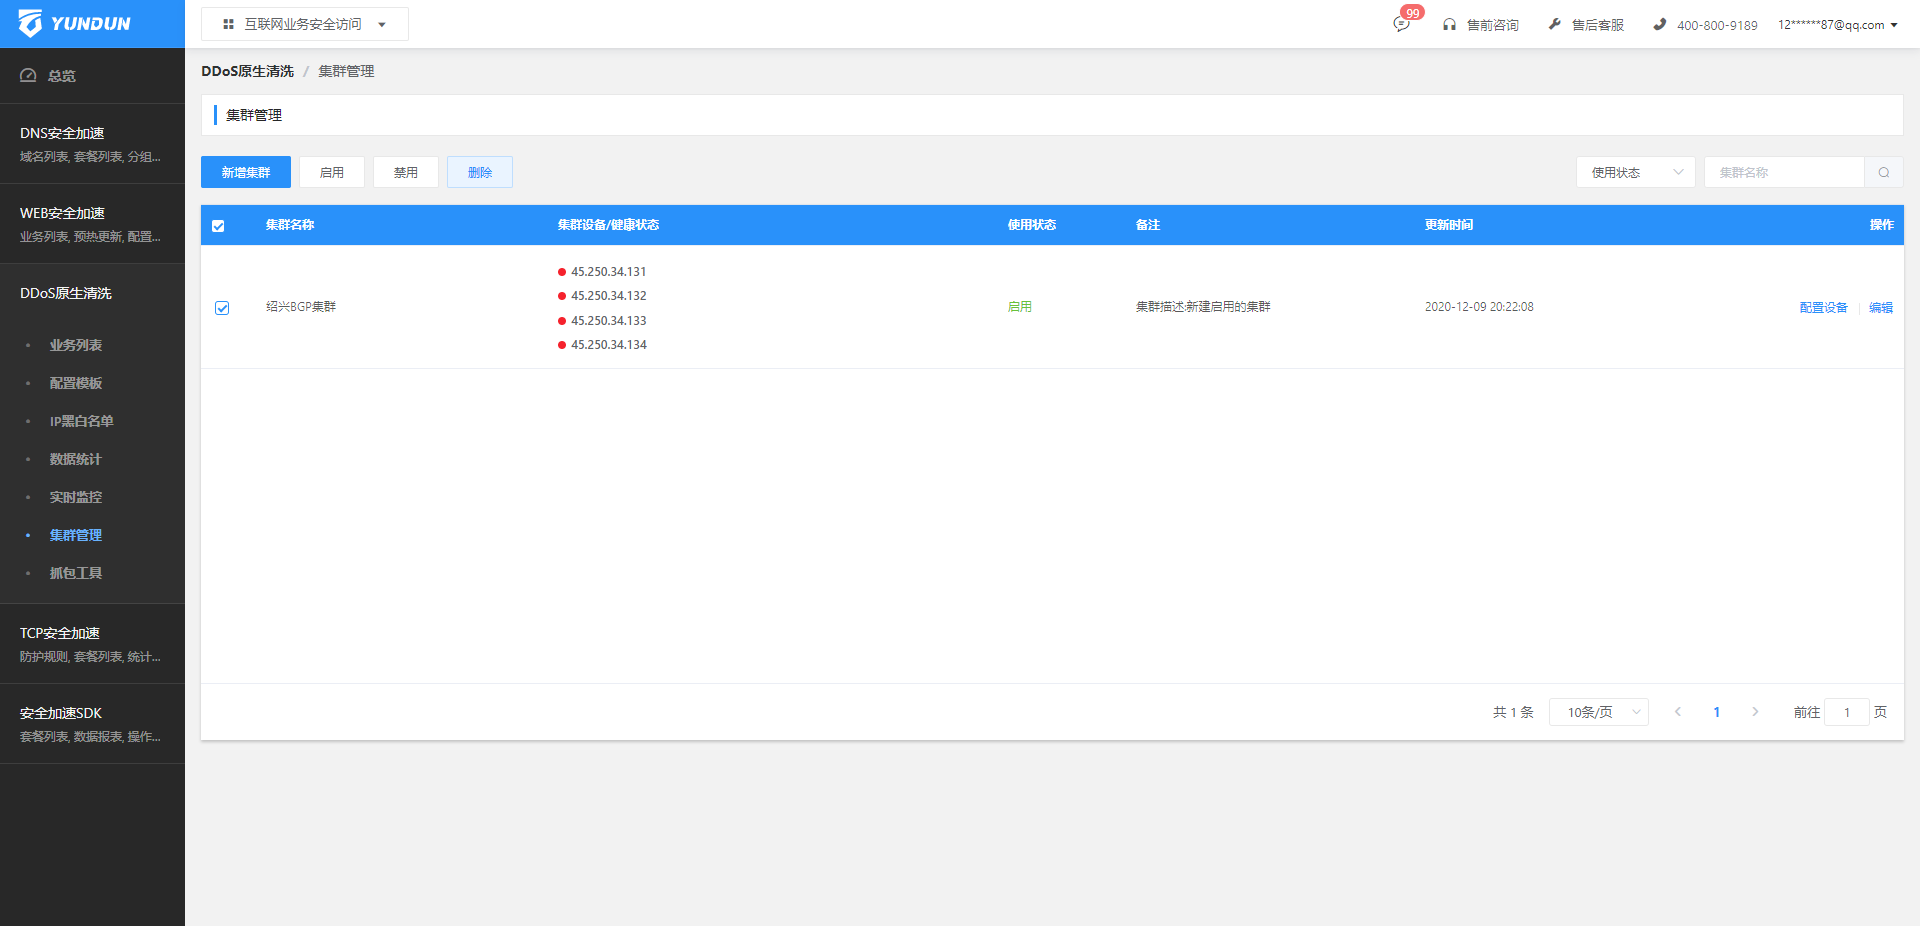 YUNDUN
互联网业务安全访问
99
售前咨询
售后客服
400-800-9189
12******87@qq.com
总览
DNS安全加速
域名列表, 套餐列表, 分组...
WEB安全加速
业务列表, 预热更新, 配置...
DDoS原生清洗
业务列表
配置模板
IP黑白名单
数据统计
实时监控
集群管理
抓包工具
TCP安全加速
防护规则, 套餐列表, 统计...
安全加速SDK
套餐列表, 数据报表, 操作...
DDoS原生清洗 / 集群管理
集群管理
新增集群 启用 禁用 删除 使用状态 集群名称
集群名称 集群设备/健康状态 使用状态 备注 更新时间 操作
45.250.34.131
45.250.34.132
绍兴BGP集群 启用 集群描述:新建启用的集群 2020-12-09 20:22:08 配置设备 编辑
45.250.34.133
45.250.34.134
共 1 条 10条/页 1 前往 1 页